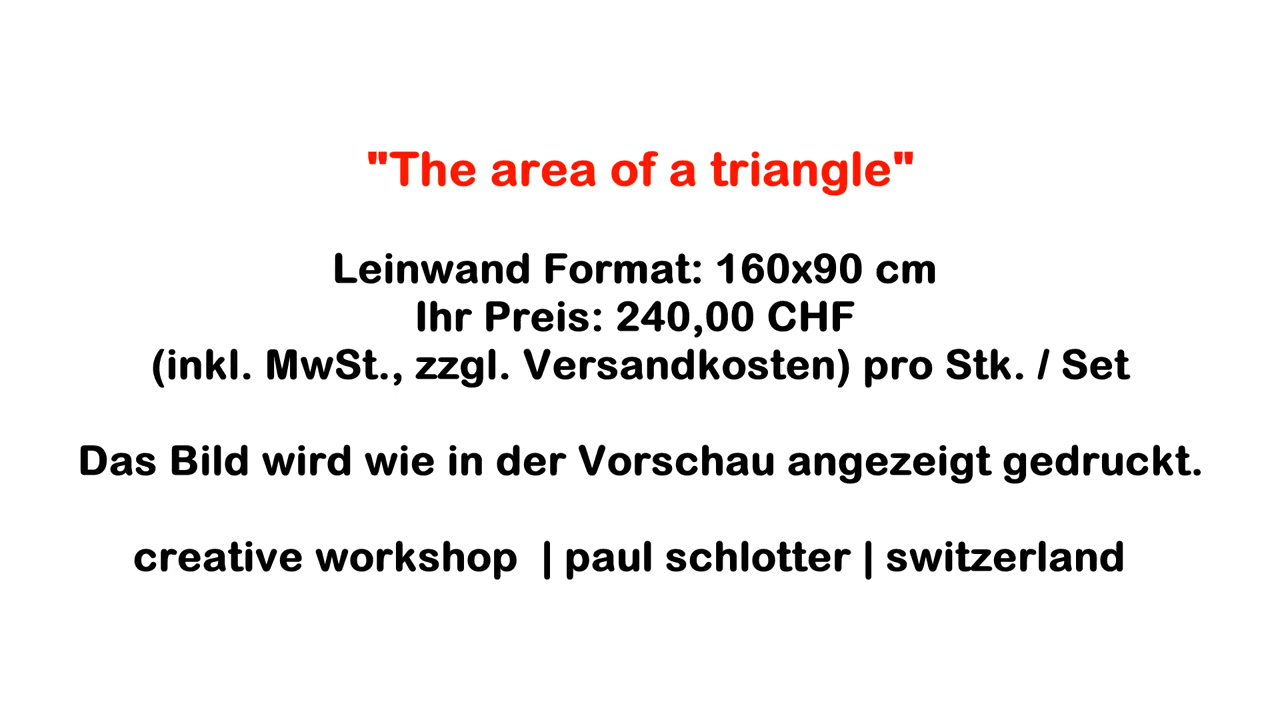 "The area of a triangle"
Leinwand Format: 160x90 cm
Ihr Preis: 240,00 CHF
(inkl. MwSt., zzgl. Versandkosten) pro Stk. / Set
Das Bild wird wie in der Vorschau angezeigt gedruckt.
creative workshop | paul schlotter | switzerland